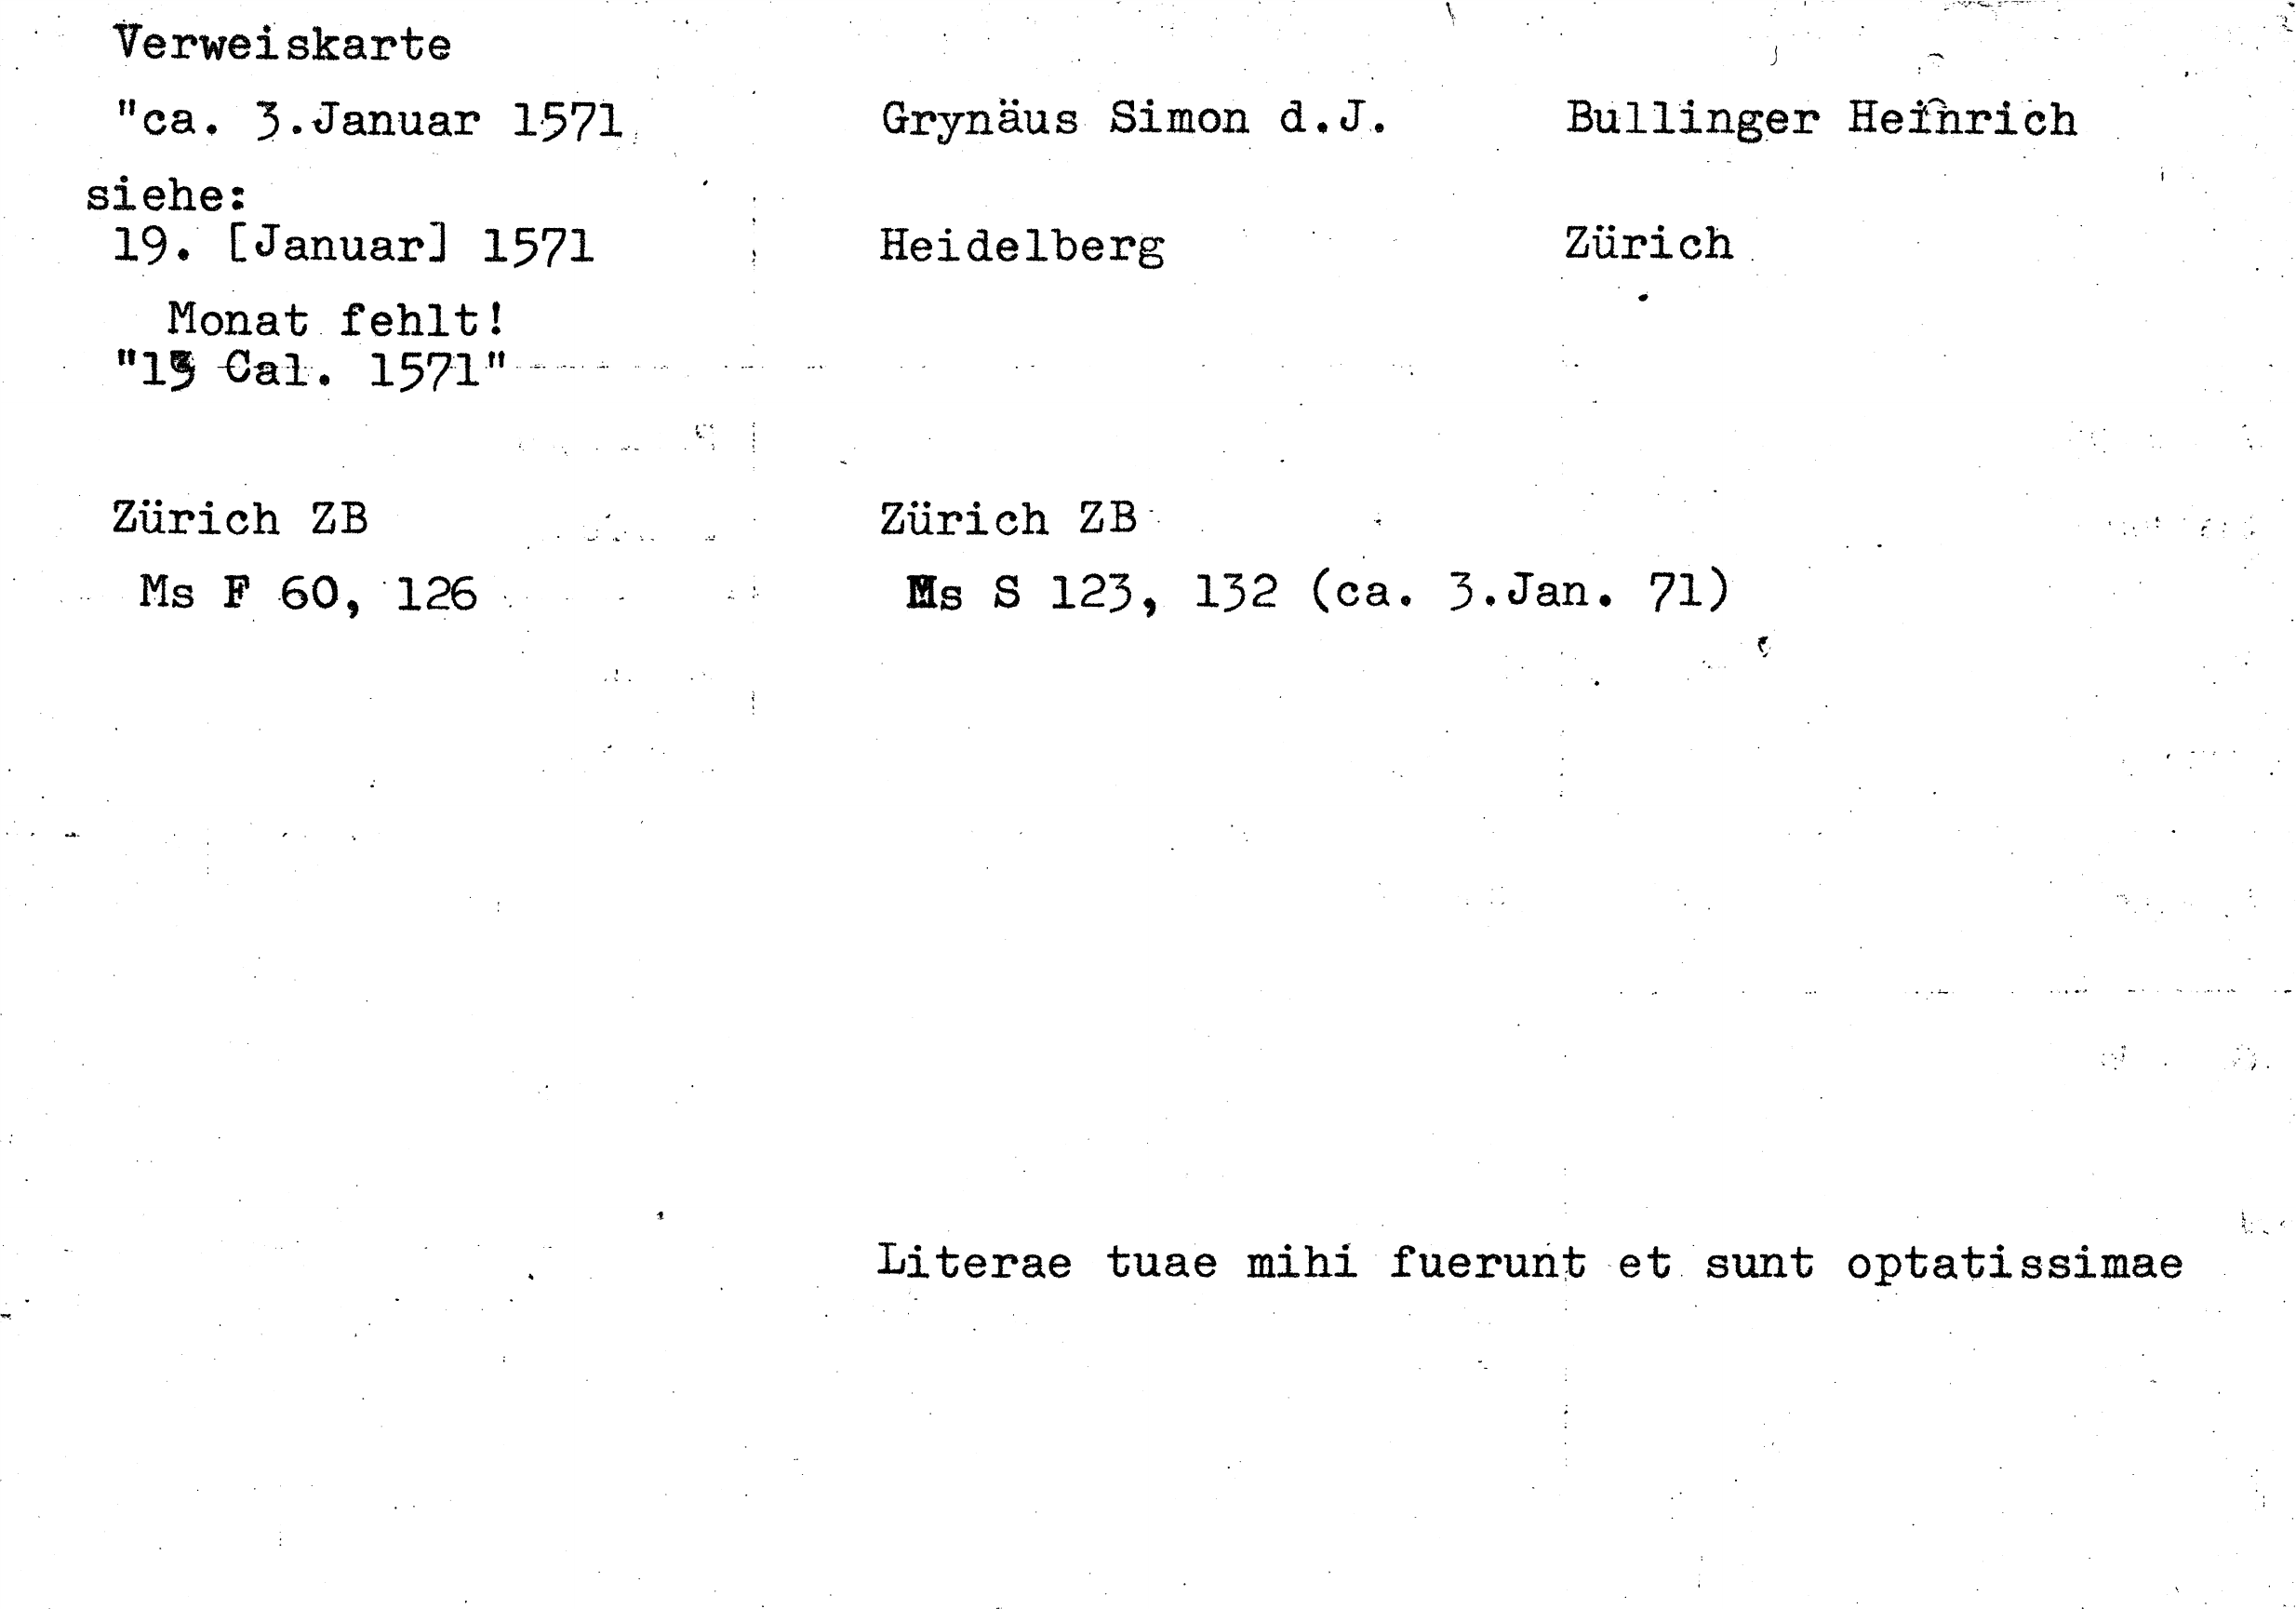 Verweiskarte
"ca. 3.Januar 1571 Grynäus Simon d.J. Bullinger Heinrich
siehe:
19. [Januar] 1571 Heidelberg Zürich
Monat fehlt!
Cal. 1571"
Zürich ZB Zürich ZB
Ms F 60, 126 Ms S 123, 132 (ca. 3.Jan. 71)
Literae tuae mihi fuerunt et sunt optatissimae